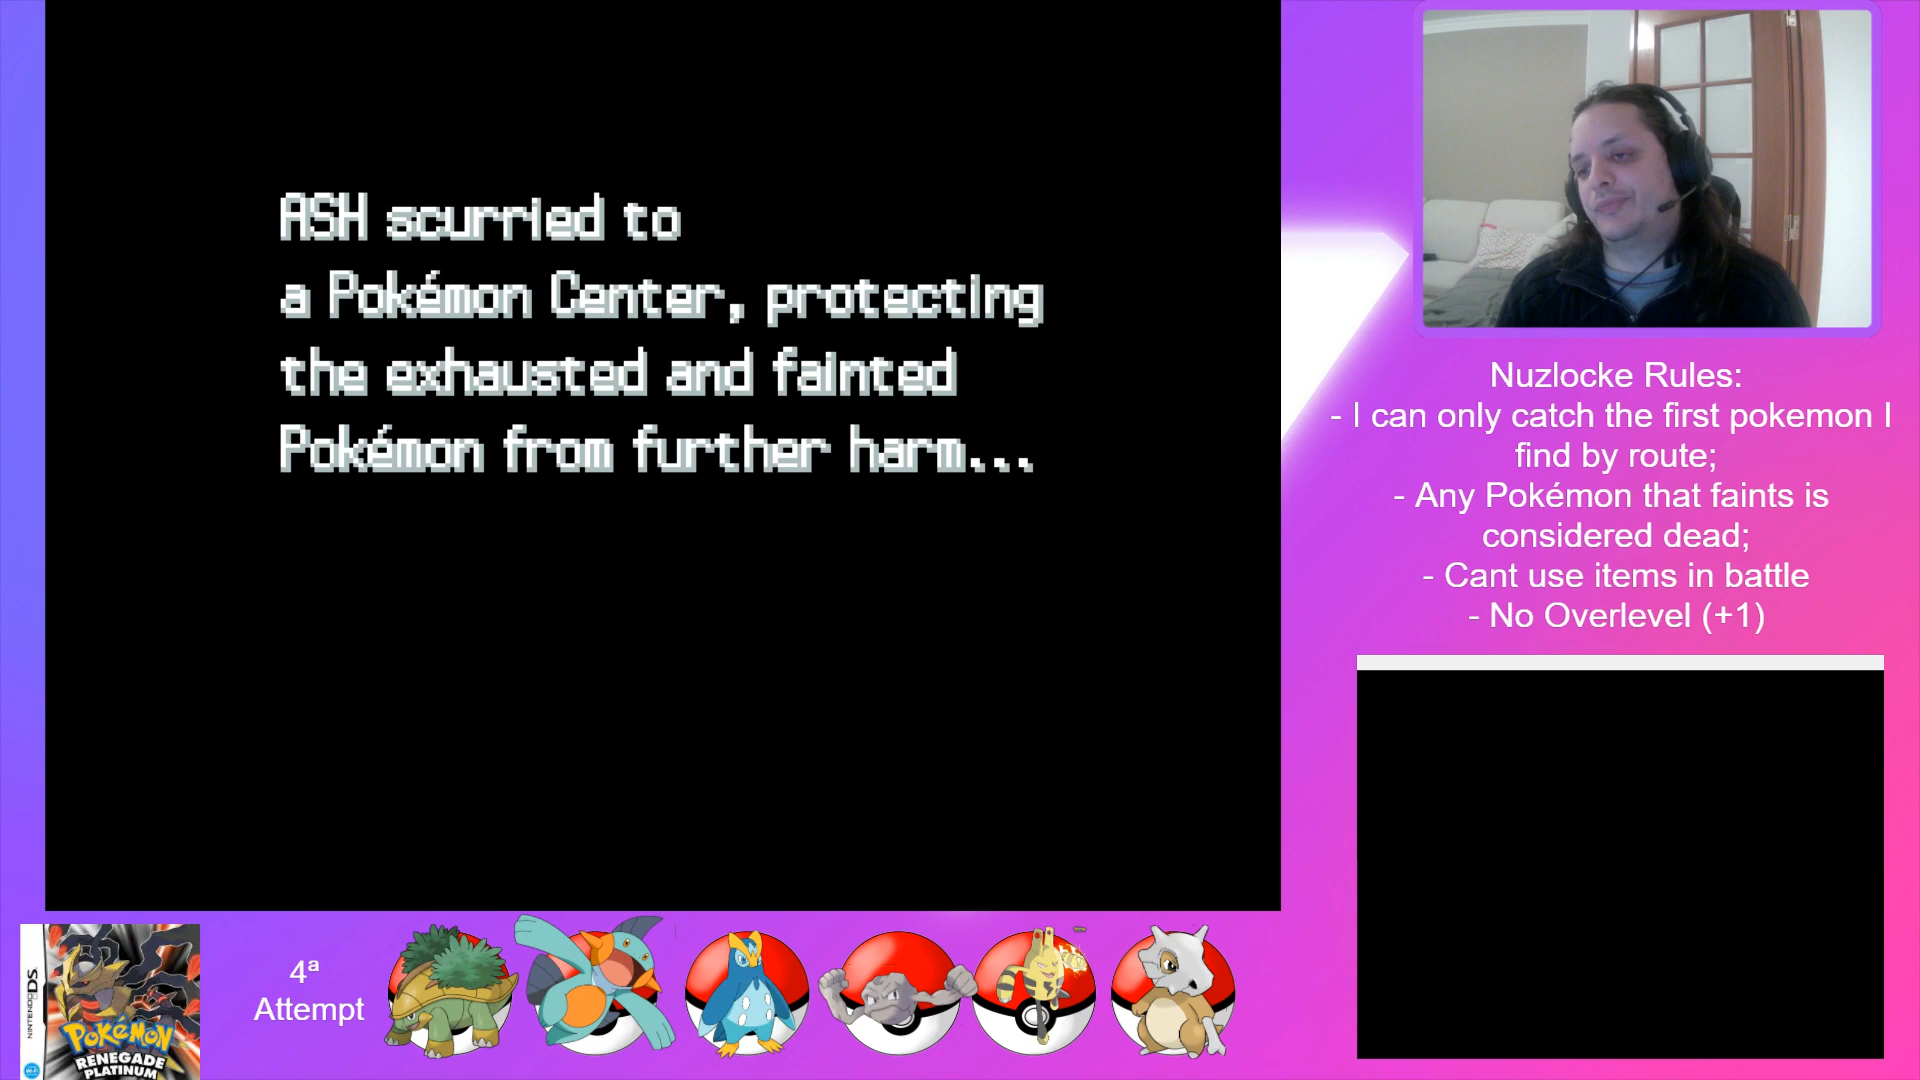 ASH scurried to
a Pokémon Center, protecting
the exhausted and fainted
Pokémon from further harm...
Nuzlocke Rules:
- I can only catch the first pokemon I
find by route;
- Any Pokémon that faints is
considered dead;
- Cant use items in battle
- No Overlevel (+1)
4ª
Attempt
NINTENDO DS
POKÉMON
RENEGADE
PLATINUM